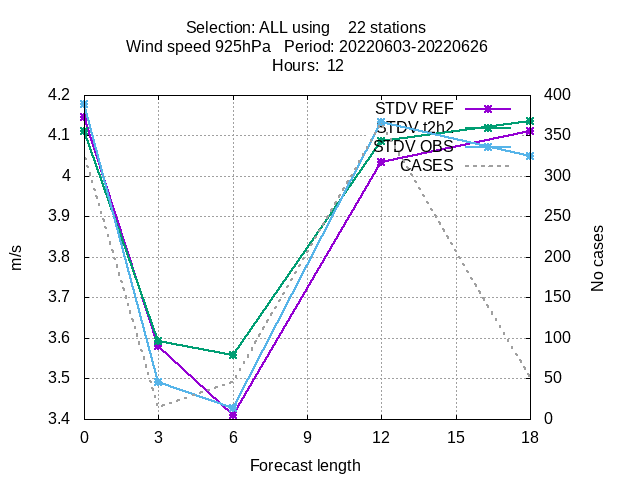 Selection: ALL using 22 stations
Wind speed 925hPa Period: 20220603-20220626
Hours: 12
4.2
4.1
4
3.9
3.8
3.7
3.6
3.5
3.4
m/s
STDV REF
STDV t2h2
STDV OBS
CASES
400
350
300
250
200
150
100
50
0
No cases
0 3 6 9 12 15 18
Forecast length